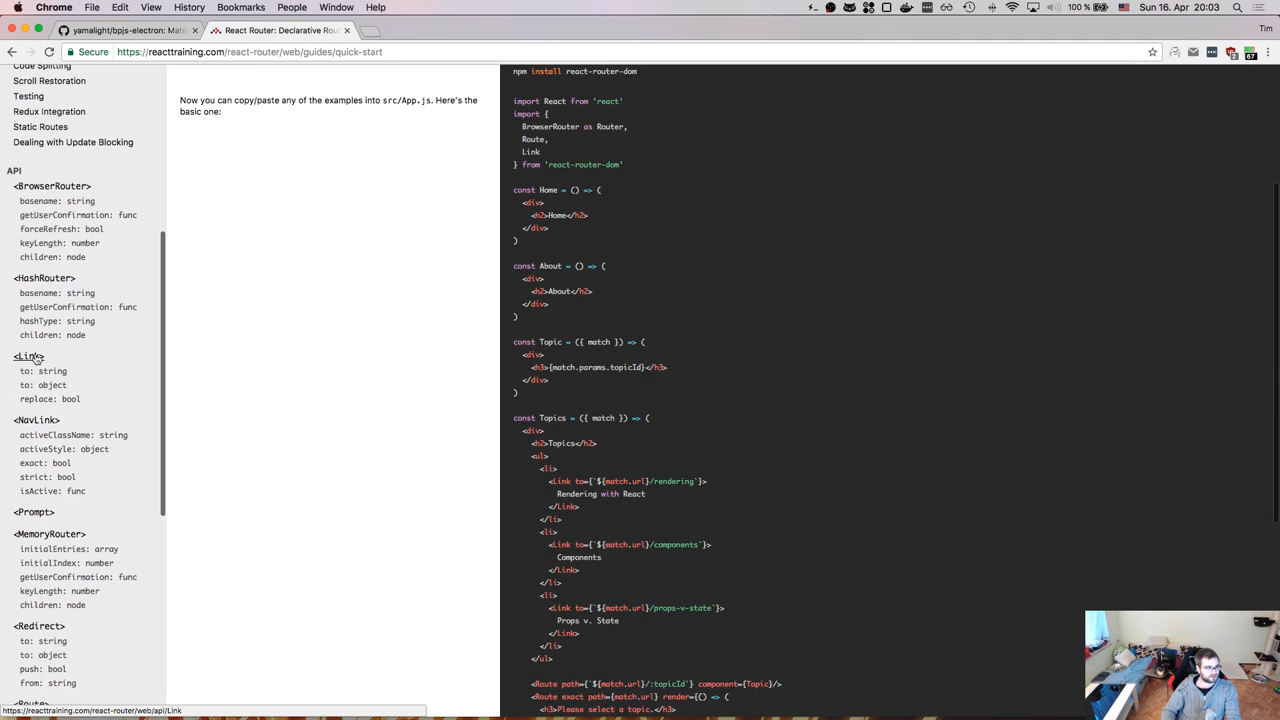 Chrome File Edit View History Bookmarks People Window Help
100 % Sun 16. Apr 20:03
yamalight/bpjs-electron: Mate
React Router: Declarative Rou
Tim
Secure https://reacttraining.com/react-router/web/guides/quick-start
67
Code Splitting
Scroll Restoration
Testing
Redux Integration
Static Routes
Dealing with Update Blocking
API
<BrowserRouter>
basename: string
getUserConfirmation: func
forceRefresh: bool
keyLength: number
children: node
<HashRouter>
basename: string
getUserConfirmation: func
hashType: string
children: node
<Link>
to: string
to: object
replace: bool
<NavLink>
activeClassName: string
activeStyle: object
exact: bool
strict: bool
isActive: func
<Prompt>
<MemoryRouter>
initialEntries: array
initialIndex: number
getUserConfirmation: func
keyLength: number
children: node
<Redirect>
to: string
to: object
push: bool
from: string
<Route>
https://reacttraining.com/react-router/web/api/Link
Now you can copy/paste any of the examples into src/App.js. Here's the
basic one:
npm install react-router-dom
import React from 'react'
import {
BrowserRouter as Router,
Route,
Link
} from 'react-router-dom'
const Home = () => (
<div>
<h2>Home</h2>
</div>
)
const About = () => (
<div>
<h2>About</h2>
</div>
)
const Topic = ({ match }) => (
<div>
<h3>{match.params.topicId}</h3>
</div>
)
const Topics = ({ match }) => (
<div>
<h2>Topics</h2>
<ul>
<li>
<Link to={`${match.url}/rendering`}>
Rendering with React
</Link>
</li>
<li>
<Link to={`${match.url}/components`}>
Components
</Link>
</li>
<li>
<Link to={`${match.url}/props-v-state`}>
Props v. State
</Link>
</li>
</ul>
<Route path={`${match.url}/:topicId`} component={Topic}/>
<Route exact path={match.url} render={() => (
<h3>Please select a topic.</h3>